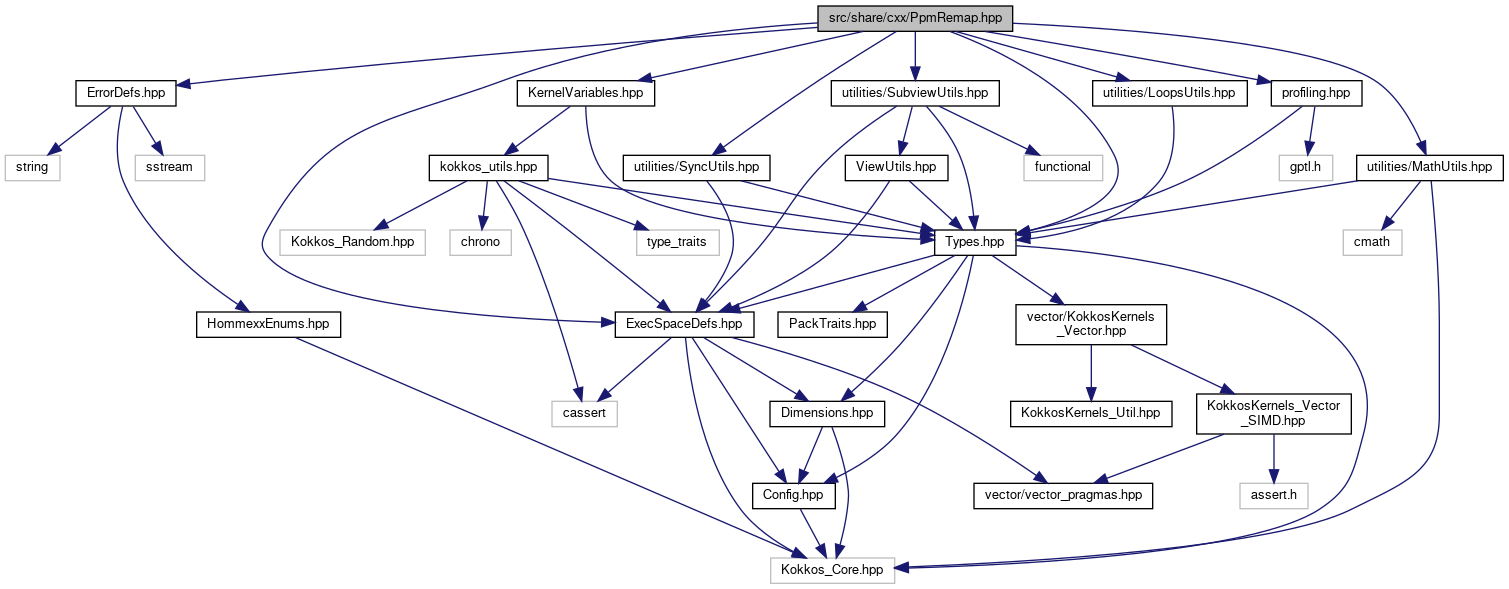 src/share/cxx/PpmRemap.hpp
ErrorDefs.hpp
KernelVariables.hpp
utilities/SubviewUtils.hpp
utilities/LoopsUtils.hpp
profiling.hpp
string
sstream
kokkos_utils.hpp
utilities/SyncUtils.hpp
ViewUtils.hpp
functional
gptl.h
utilities/MathUtils.hpp
Kokkos_Random.hpp
chrono
type_traits
Types.hpp
cmath
HommexxEnums.hpp
ExecSpaceDefs.hpp
PackTraits.hpp
vector/KokkosKernels
_Vector.hpp
cassert
Dimensions.hpp
KokkosKernels_Util.hpp
KokkosKernels_Vector
_SIMD.hpp
Config.hpp
vector/vector_pragmas.hpp
assert.h
Kokkos_Core.hpp